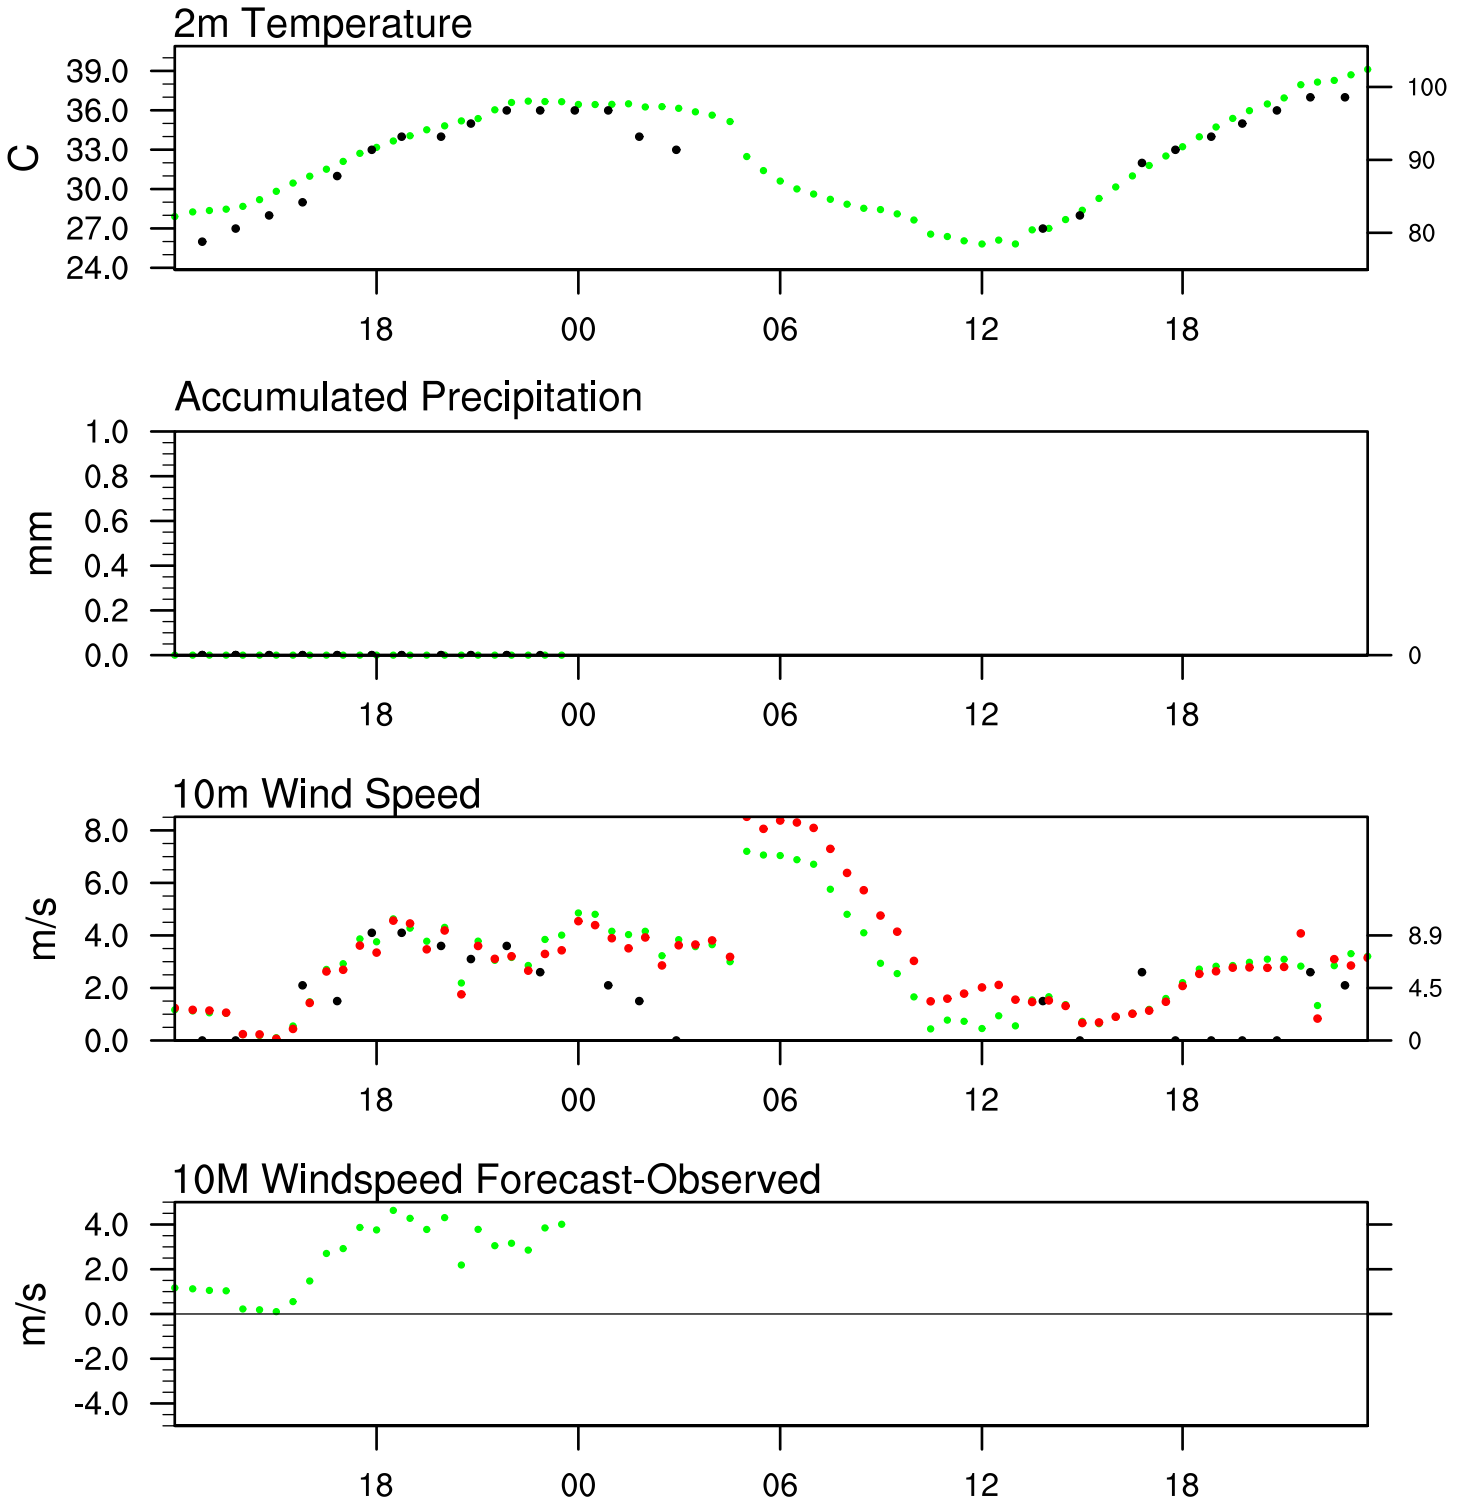 2m Temperature
39.0
36.0
33.0
30.0
27.0
24.0
C
100
90
80
18 00 06 12 18
Accumulated Precipitation
1.0
0.8
0.6
0.4
0.2
0.0
mm
0
18 00 06 12 18
10m Wind Speed
8.0
6.0
4.0
2.0
0.0
m/s
8.9
4.5
0
18 00 06 12 18
10M Windspeed Forecast-Observed
4.0
2.0
0.0
-2.0
-4.0
m/s
18 00 06 12 18